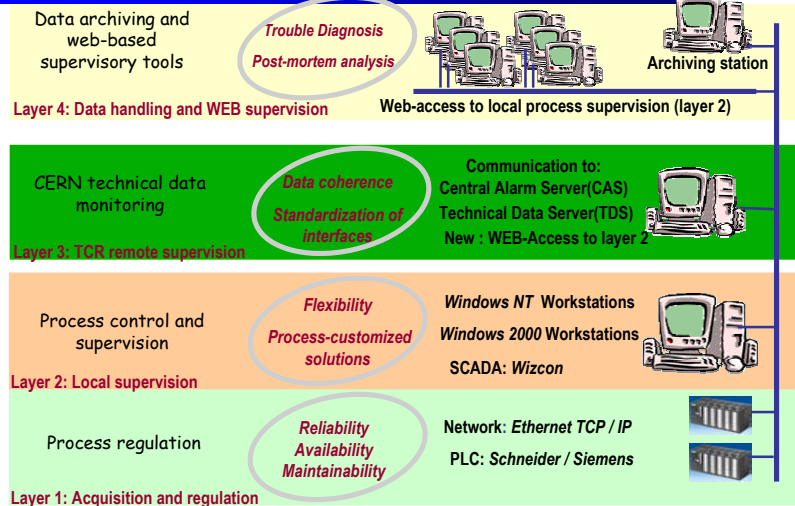 Data archiving and
web-based
supervisory tools
Trouble Diagnosis
Post-mortem analysis
Archiving station
Layer 4: Data handling and WEB supervision
Web-access to local process supervision (layer 2)
CERN technical data
monitoring
Data coherence
Standardization of
interfaces
Communication to:
Central Alarm Server(CAS)
Technical Data Server(TDS)
New : WEB-Access to layer 2
Layer 3: TCR remote supervision
Process control and
supervision
Flexibility
Process-customized
solutions
Windows NT Workstations
Windows 2000 Workstations
SCADA: Wizcon
Layer 2: Local supervision
Process regulation
Reliability
Availability
Maintainability
Network: Ethernet TCP / IP
PLC: Schneider / Siemens
Layer 1: Acquisition and regulation